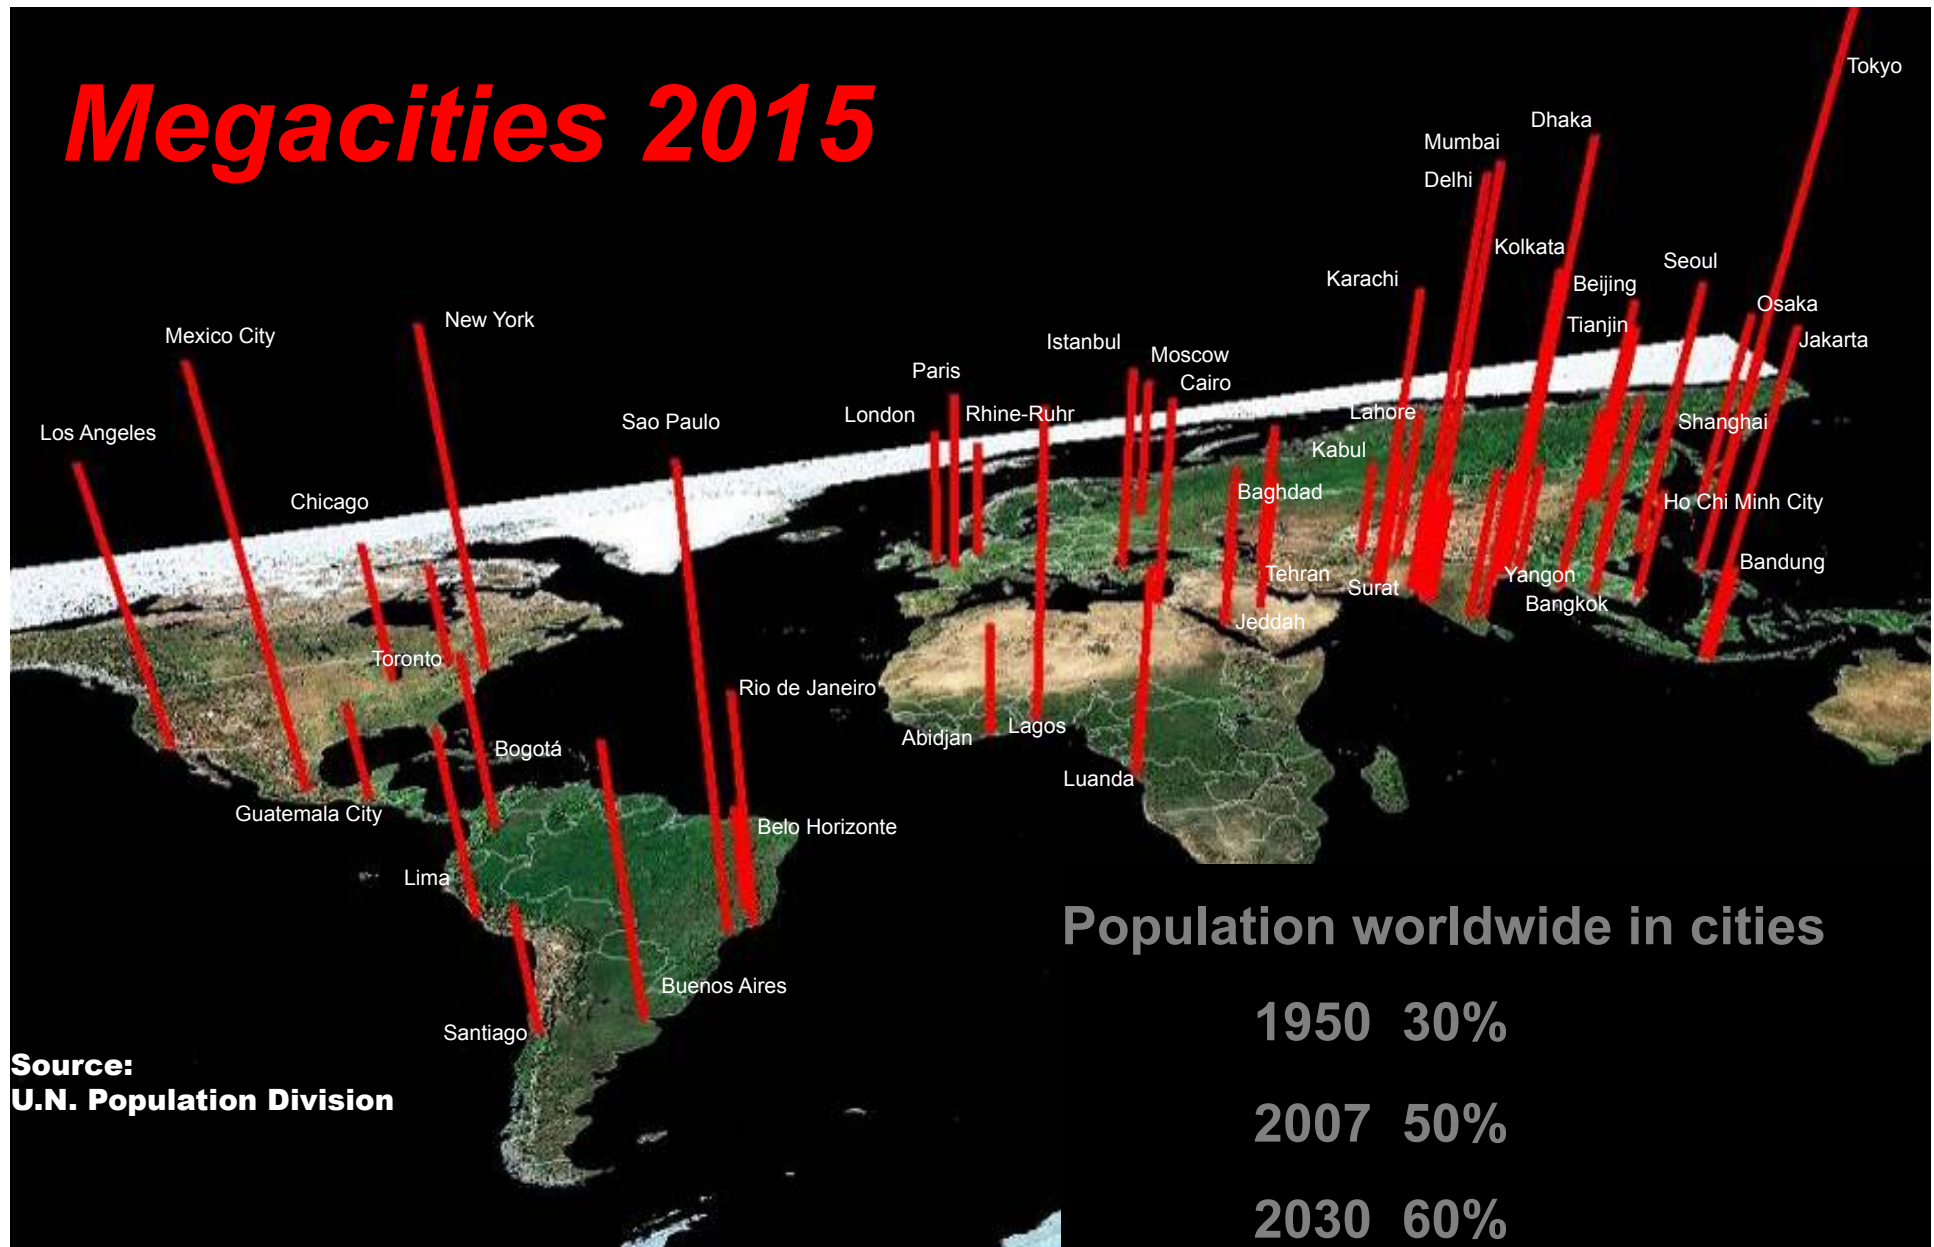 Megacities 2015
Tokyo
Dhaka
Mumbai
Delhi
Kolkata
Seoul
Karachi
Beijing
Osaka
New York
Tianjin
Mexico City
Istanbul
Jakarta
Moscow
Paris
Cairo
London
Rhine-Ruhr
Lahore
Sao Paulo
Shanghai
Los Angeles
Kabul
Chicago
Baghdad
Ho Chi Minh City
Bandung
Tehran
Yangon
Surat
Bangkok
Jeddah
Toronto
Rio de Janeiro
Lagos
Abidjan
Bogotá
Luanda
Guatemala City
Belo Horizonte
Lima
Buenos Aires
Santiago
Source:
U.N. Population Division
Population worldwide in cities
1950 30%
2007 50%
2030 60%